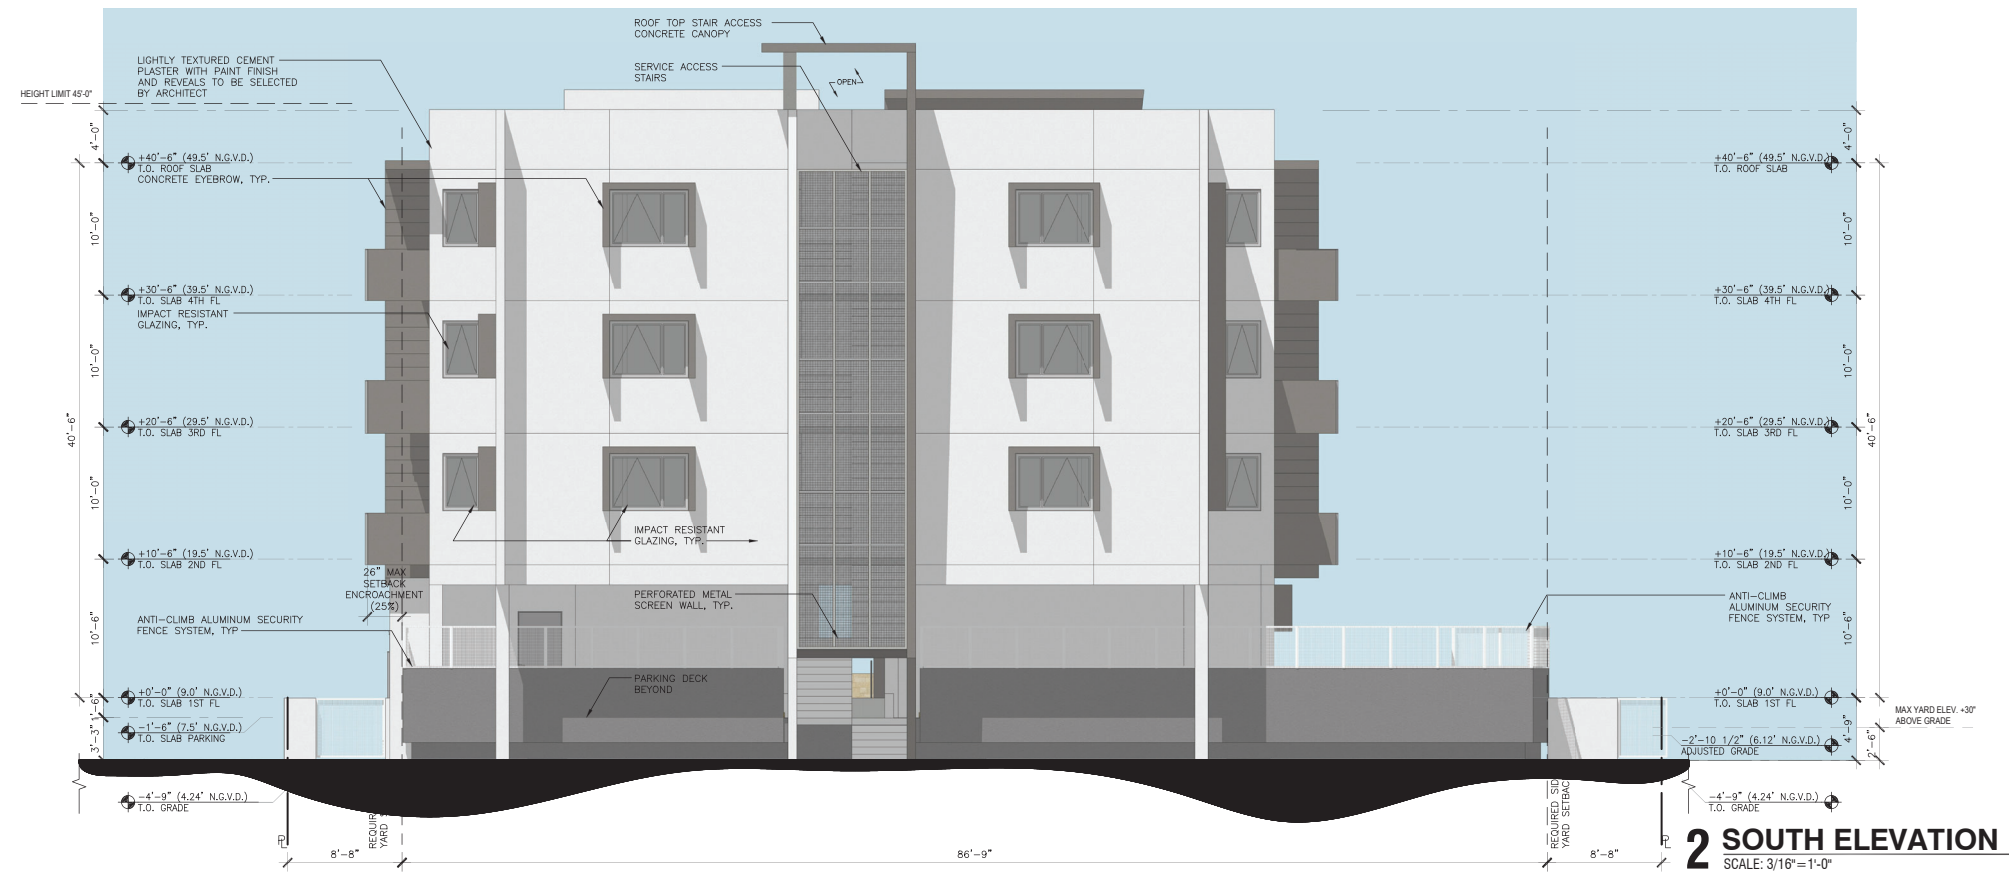 ROOF TOP STAIR ACCESS
CONCRETE CANOPY
LIGHTLY TEXTURED CEMENT
PLASTER WITH PAINT FINISH
AND REVEALS TO BE SELECTED
BY ARCHITECT
SERVICE ACCESS
STAIRS
OPEN
HEIGHT LIMIT 45'-0"
4'-0"
4'-0"
+40'-6" (49.5' N.G.V.D.)
T.O. ROOF SLAB
CONCRETE EYEBROW, TYP.
+40'-6" (49.5' N.G.V.D.)
T.O. ROOF SLAB
10'-0"
10'-0"
+30'-6" (39.5' N.G.V.D.)
T.O. SLAB 4TH FL
IMPACT RESISTANT
GLAZING, TYP.
+30'-6" (39.5' N.G.V.D.)
T.O. SLAB 4TH FL
10'-0"
10'-0"
40'-6"
40'-6"
+20'-6" (29.5' N.G.V.D.)
T.O. SLAB 3RD FL
+20'-6" (29.5' N.G.V.D.)
T.O. SLAB 3RD FL
10'-0"
10'-0"
IMPACT RESISTANT
GLAZING, TYP.
+10'-6" (19.5' N.G.V.D.)
T.O. SLAB 2ND FL
+10'-6" (19.5' N.G.V.D.)
T.O. SLAB 2ND FL
26" MAX
SETBACK
ENCROACHMENT
(25%)
PERFORATED METAL
SCREEN WALL, TYP.
ANTI-CLIMB
ALUMINUM SECURITY
FENCE SYSTEM, TYP
ANTI-CLIMB ALUMINUM SECURITY
FENCE SYSTEM, TYP
10'-6"
10'-6"
PARKING DECK
BEYOND
+0'-0" (9.0' N.G.V.D.)
T.O. SLAB 1ST FL
+0'-0" (9.0' N.G.V.D.)
T.O. SLAB 1ST FL
1'-6"
MAX YARD ELEV. +30"
ABOVE GRADE
-1'-6" (7.5' N.G.V.D.)
T.O. SLAB PARKING
3'-3"
4'-9"
2'-6"
-2'-10 1/2" (6.12' N.G.V.D.)
ADJUSTED GRADE
-4'-9" (4.24' N.G.V.D.)
T.O. GRADE
-4'-9" (4.24' N.G.V.D.)
T.O. GRADE
YARD
REQUIRED SID
YARD SETBAC
PL
PL
8'-8"
86'-9"
8'-8"
2 SOUTH ELEVATION
SCALE: 3/16"=1'-0"